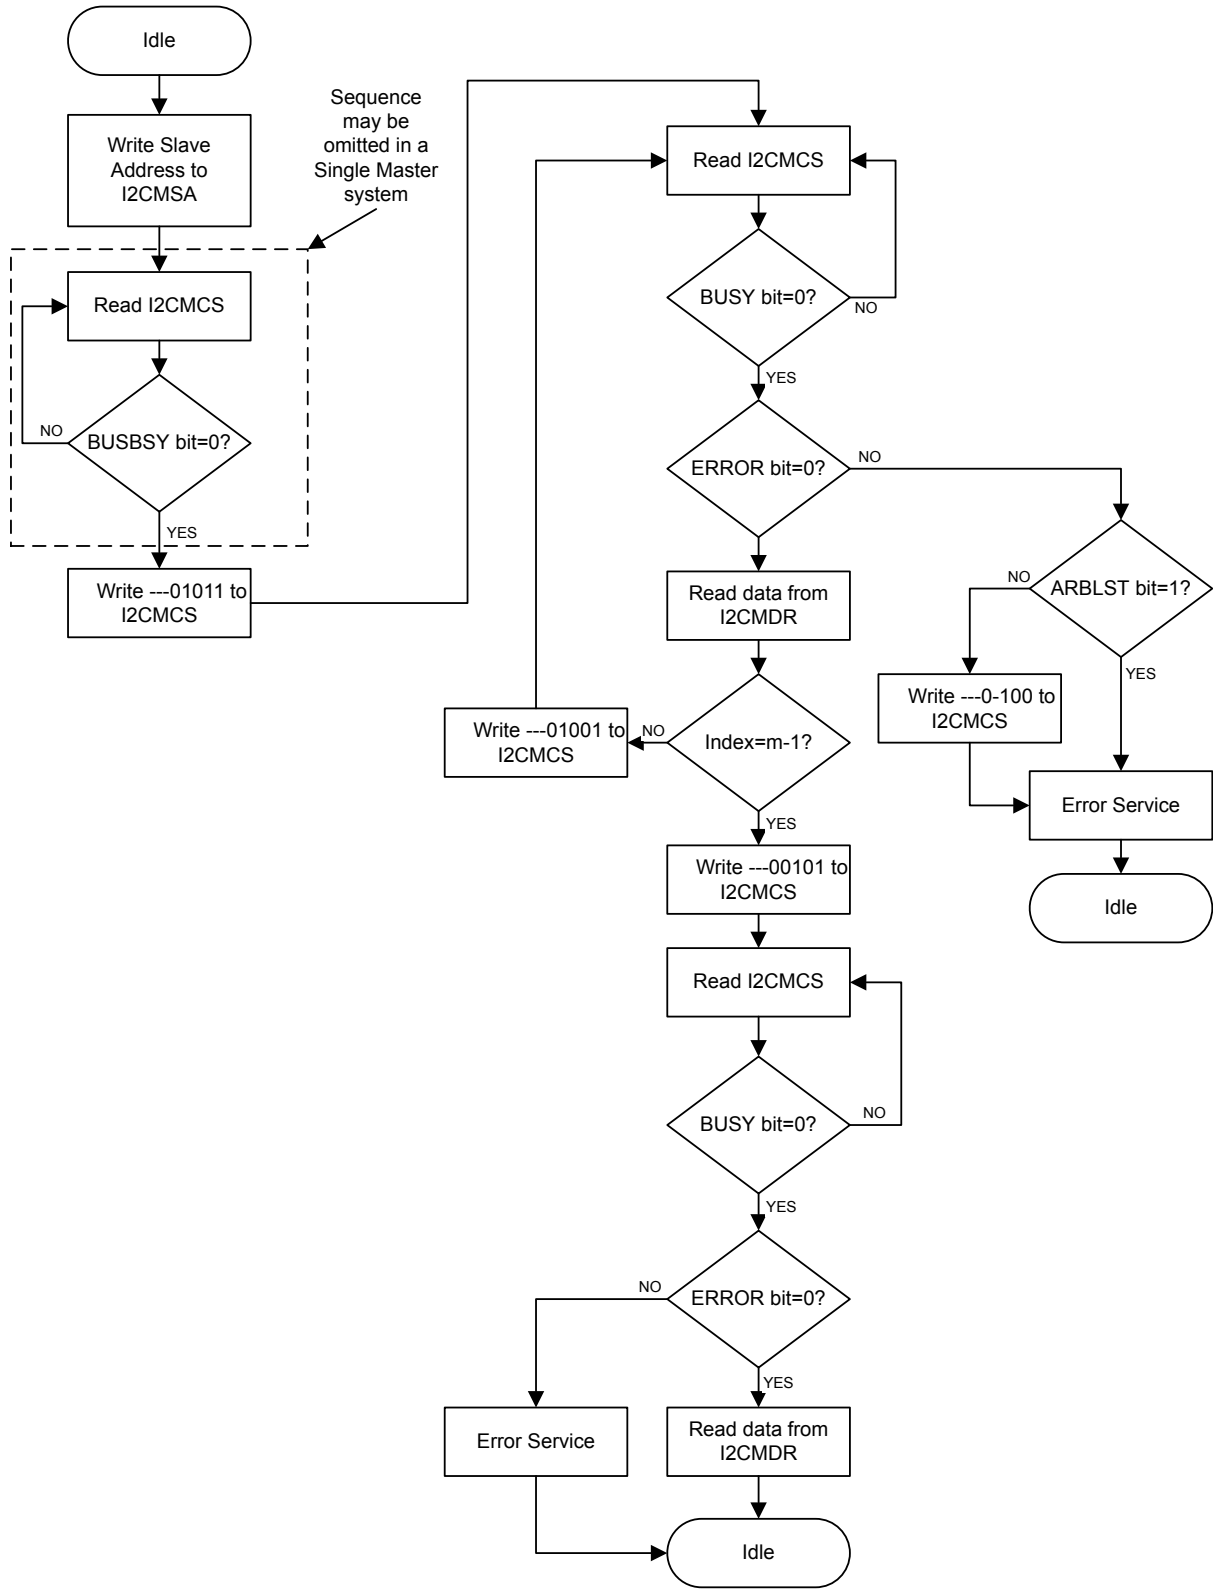 Idle
Write Slave
Address to
I2CMSA
Sequence
may be
omitted in a
Single Master
system
Read I2CMCS
BUSBSY bit=0?
NO
YES
Write ---01011 to
I2CMCS
Read I2CMCS
BUSY bit=0?
NO
YES
ERROR bit=0?
NO
Read data from
I2CMDR
ARBLST bit=1?
NO
YES
Write ---0-100 to
I2CMCS
Error Service
Idle
Index=m-1?
NO
Write ---01001 to
I2CMCS
YES
Write ---00101 to
I2CMCS
Read I2CMCS
BUSY bit=0?
NO
YES
ERROR bit=0?
NO
YES
Error Service
Read data from
I2CMDR
Idle